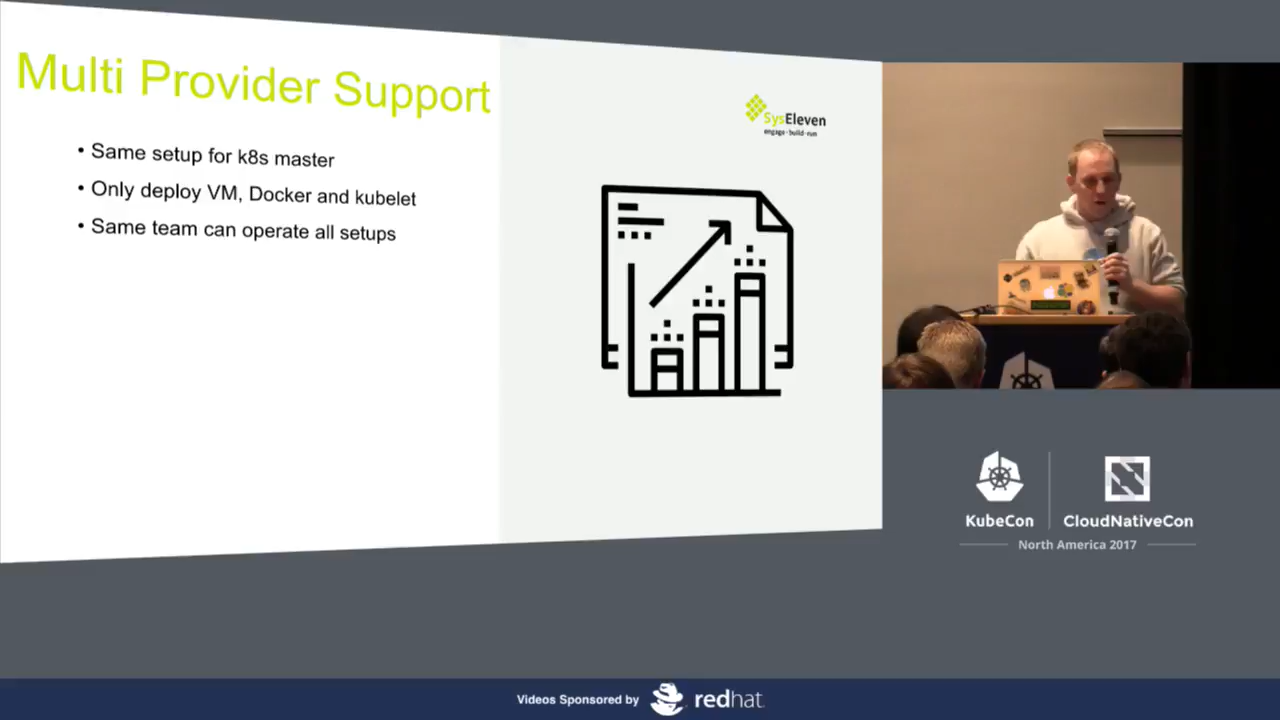 Multi Provider Support
• Same setup for k8s master
• Only deploy VM, Docker and kubelet
• Same team can operate all setups
SysEleven
engage·build·run
KubeCon
CloudNativeCon
North America 2017
Videos Sponsored by
redhat.